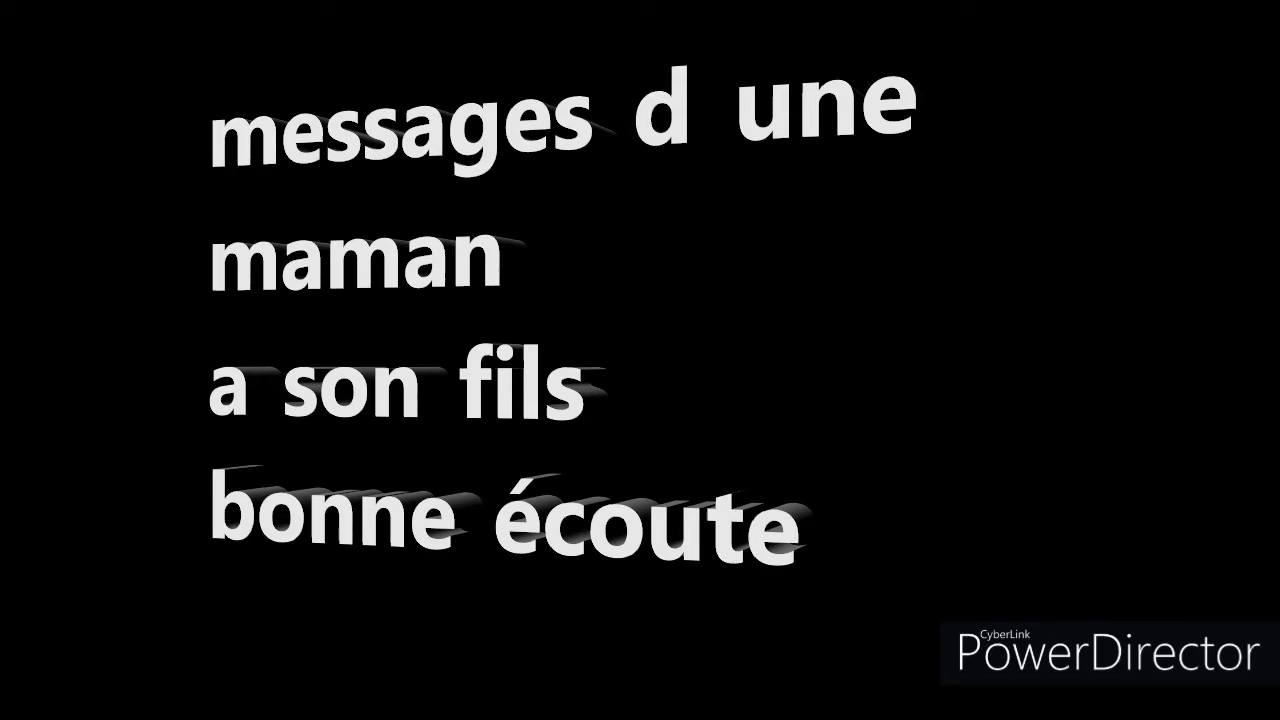 messages d une
maman
a son fils
bonne écoute
CyberLink
PowerDirector